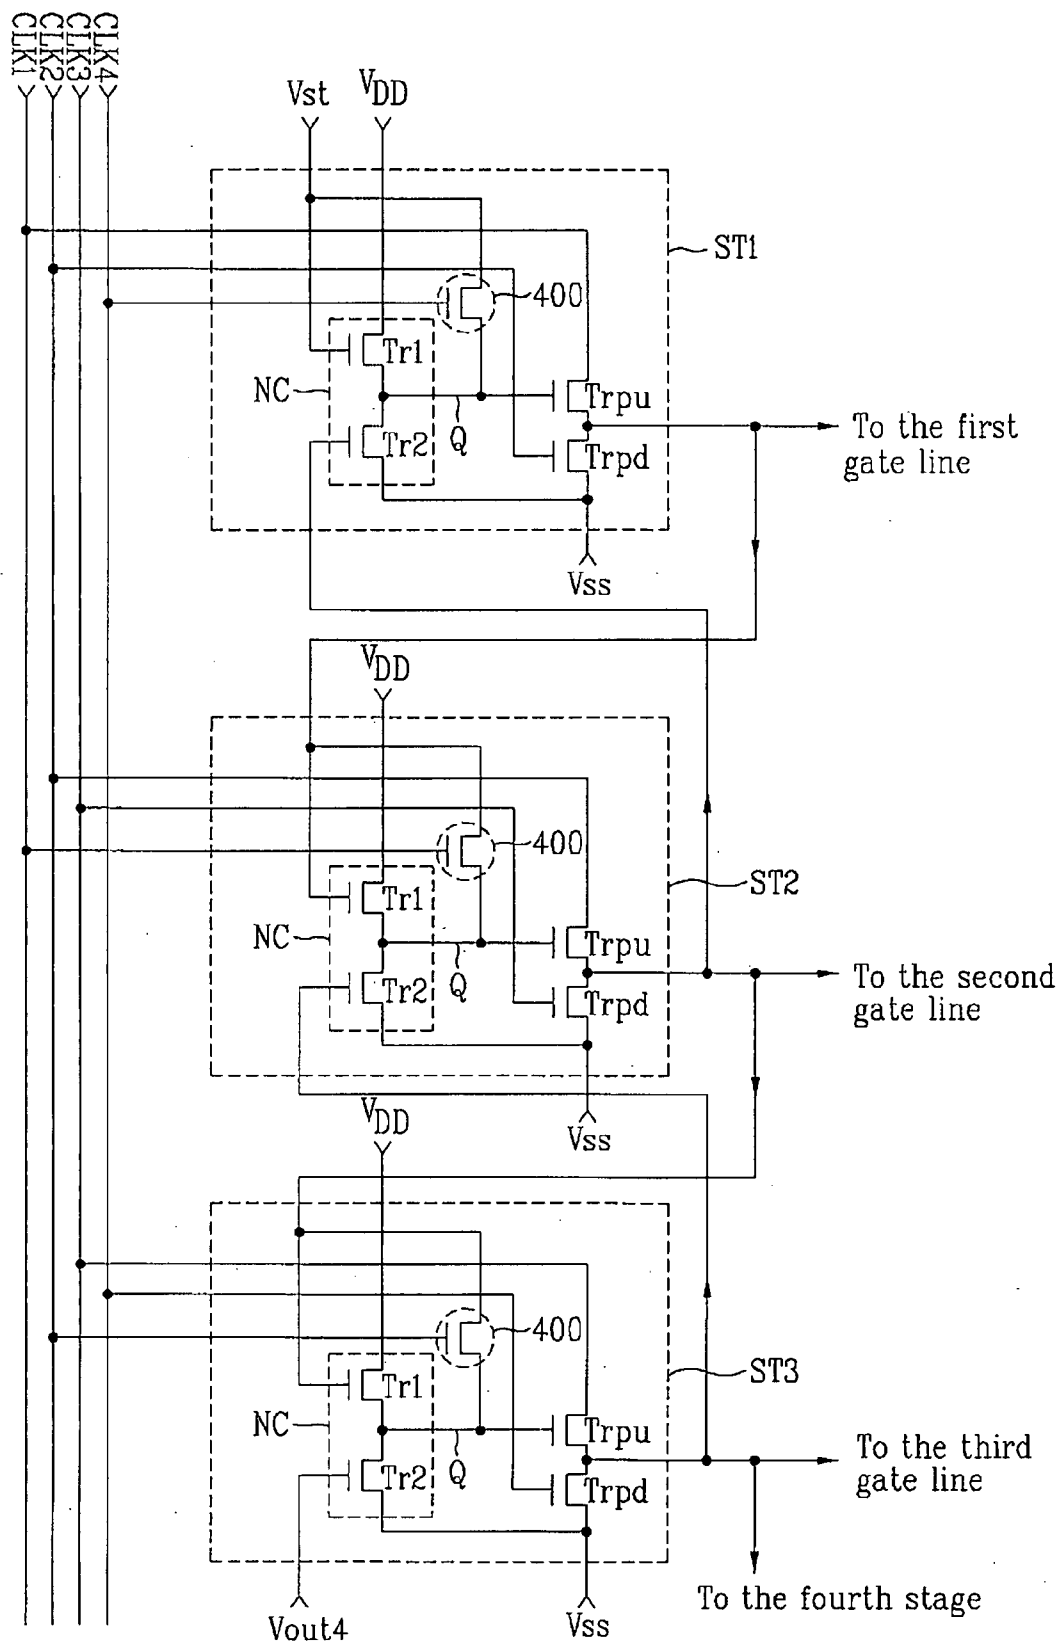 CLK1
CLK2
CLK3
CLK4
Vst
VDD
ST1
400
Tr1
NC
Trpu
Q
Tr2
Trpd
To the first
gate line
Vss
VDD
400
ST2
Tr1
NC
Trpu
Q
Tr2
Trpd
To the second
gate line
VDD
Vss
400
ST3
Tr1
NC
Trpu
Q
Tr2
Trpd
To the third
gate line
To the fourth stage
Vout4
Vss